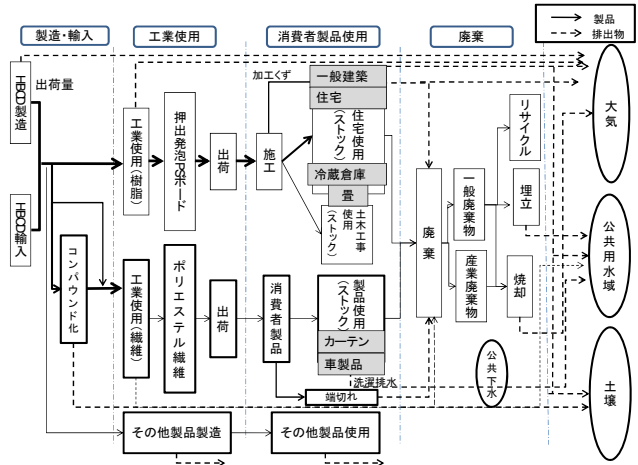 製品
排出物
製造・輸入
工業使用
消費者製品使用
廃棄
HBCD製造
出荷量
HBCD輸入
コンパウンド化
工業使用(樹脂)
押出発泡PSボード
出荷
施工
加工くず
一般建築
住宅
住宅使用
(ストック)
冷蔵倉庫
畳
土木工事
使用
(ストック)
工業使用(繊維)
ポリエステル繊維
出荷
消費者製品
製品使用
(ストック)
カーテン
車製品
洗濯排水
端切れ
その他製品製造
その他製品使用
廃棄
一般廃棄物
産業廃棄物
リサイクル
埋立
焼却
公共下水
大気
公共用水域
土壌